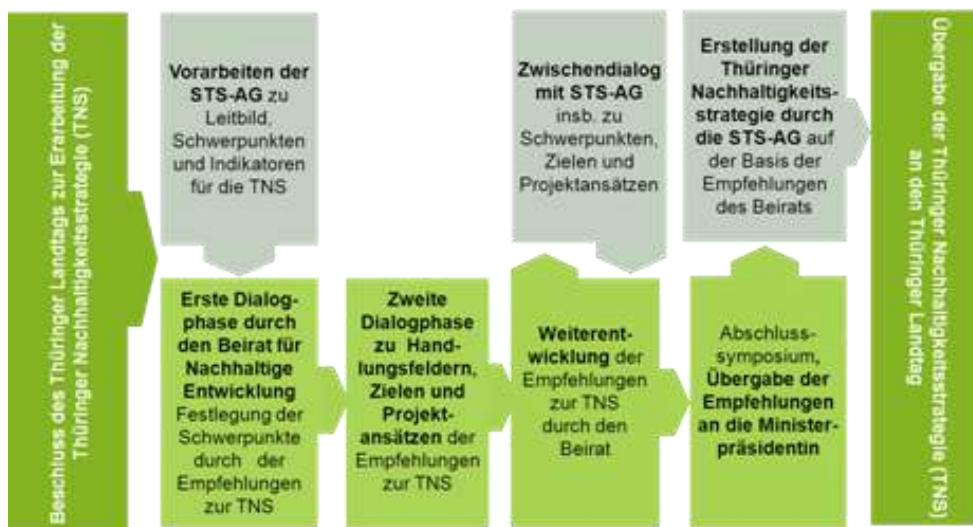 Beschluss des Thüringer Landtags zur Erarbeitung der
Thüringer Nachhaltigkeitsstrategie (TNS)
Vorarbeiten der
STS-AG zu
Leitbild,
Schwerpunkten
und Indikatoren
für die TNS
Erste Dialog-
phase durch
den Beirat für
Nachhaltige
Entwicklung
Festlegung der
Schwerpunkte
durch der
Empfehlungen
zur TNS
Zweite
Dialogphase
zu Hand-
lungsfeldern,
Zielen und
Projekt-
ansätzen der
Empfehlungen
zur TNS
Zwischendialog
mit STS-AG
insb. zu
Schwerpunkten,
Zielen und
Projektansätzen
Weiterent-
wicklung der
Empfehlungen
zur TNS
durch den
Beirat
Erstellung der
Thüringer
Nachhaltigkeits-
strategie durch
die STS-AG auf
der Basis der
Empfehlungen
des Beirats
Abschluss-
symposium,
Übergabe der
Empfehlungen
an die Minister-
präsidentin
Übergabe der Thüringer Nachhaltigkeitsstrategie (TNS)
an den Thüringer Landtag